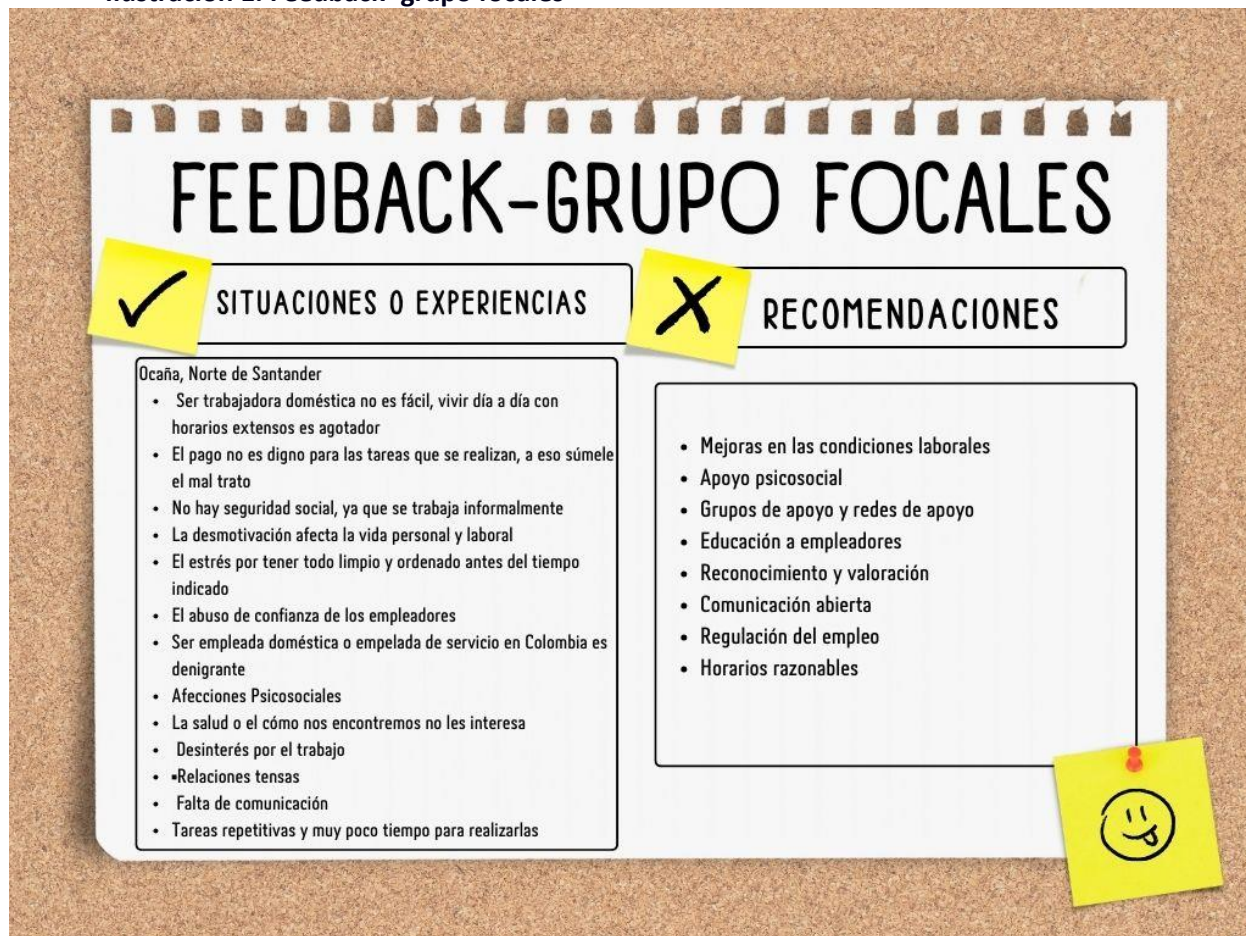 FEEDBACK-GRUPO FOCALES
SITUACIONES O EXPERIENCIAS
Ocaña, Norte de Santander
• Ser trabajadora doméstica no es fácil, vivir día a día con
horarios extensos es agotador
• El pago no es digno para las tareas que se realizan, a eso súmele
el mal trato
• No hay seguridad social, ya que se trabaja informalmente
• La desmotivación afecta la vida personal y laboral
• El estrés por tener todo limpio y ordenado antes del tiempo
indicado
• El abuso de confianza de los empleadores
• Ser empleada doméstica o empelada de servicio en Colombia es
denigrante
• Afecciones Psicosociales
• La salud o el cómo nos encontremos no les interesa
• Desinterés por el trabajo
• ▪Relaciones tensas
• Falta de comunicación
• Tareas repetitivas y muy poco tiempo para realizarlas
RECOMENDACIONES
• Mejoras en las condiciones laborales
• Apoyo psicosocial
• Grupos de apoyo y redes de apoyo
• Educación a empleadores
• Reconocimiento y valoración
• Comunicación abierta
• Regulación del empleo
• Horarios razonables